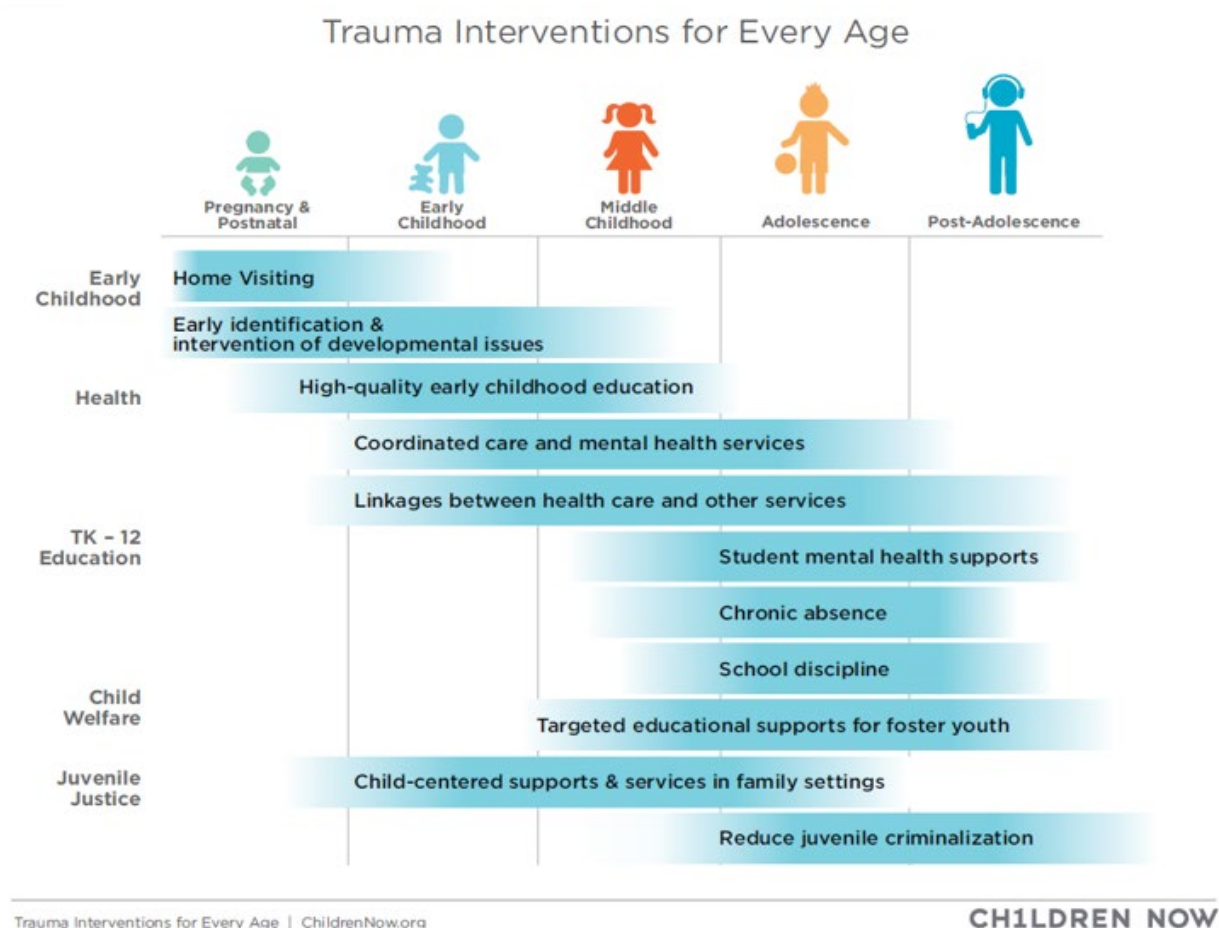 Trauma Interventions for Every Age
Pregnancy &
Postnatal
Early
Childhood
Middle
Childhood
Adolescence
Post-Adolescence
Early
Childhood
Home Visiting
Early identification &
intervention of developmental issues
Health
High-quality early childhood education
Coordinated care and mental health services
Linkages between health care and other services
TK – 12
Education
Student mental health supports
Chronic absence
School discipline
Child
Welfare
Targeted educational supports for foster youth
Juvenile
Justice
Child-centered supports & services in family settings
Reduce juvenile criminalization
Trauma Interventions for Every Age | ChildrenNow.org
CH1LDREN NOW